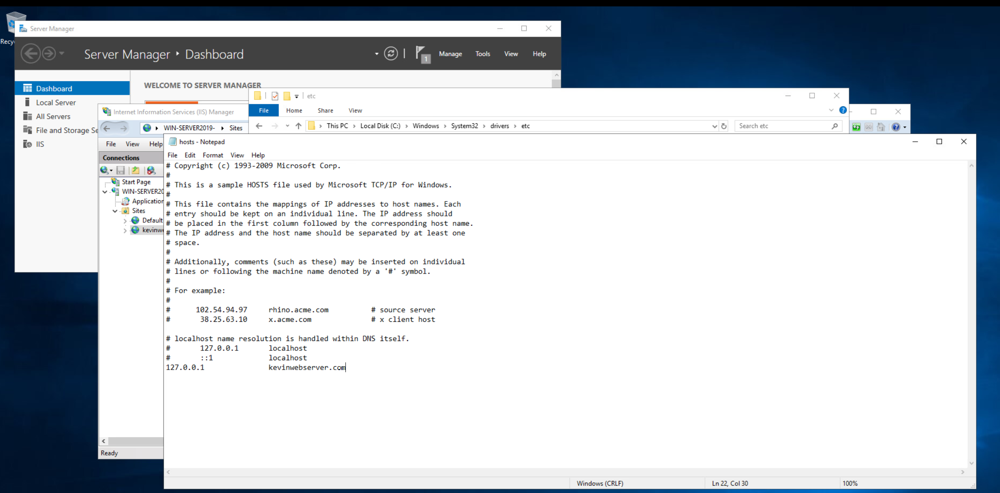 Recy
Server Manager
Server Manager ‣ Dashboard
1
Manage Tools View Help
Dashboard
Local Server
All Servers
File and Storage Se
IIS
WELCOME TO SERVER MANAGER
Internet Information Services (IIS) Manager
WIN-SERVER2019- Sites
File View Help
Connections
Start Page
WIN-SERVER20
Application
Sites
Default
kevinwe
Ready
etc
File Home Share View
This PC > Local Disk (C:) > Windows > System32 > drivers > etc
Search etc
hosts - Notepad
File Edit Format View Help
# Copyright (c) 1993-2009 Microsoft Corp.
#
# This is a sample HOSTS file used by Microsoft TCP/IP for Windows.
#
# This file contains the mappings of IP addresses to host names. Each
# entry should be kept on an individual line. The IP address should
# be placed in the first column followed by the corresponding host name.
# The IP address and the host name should be separated by at least one
# space.
#
# Additionally, comments (such as these) may be inserted on individual
# lines or following the machine name denoted by a '#' symbol.
#
# For example:
#
#      102.54.94.97     rhino.acme.com          # source server
#       38.25.63.10     x.acme.com              # x client host
# localhost name resolution is handled within DNS itself.
#       127.0.0.1       localhost
#       ::1             localhost
127.0.0.1               kevinwebserver.com
Windows (CRLF) Ln 22, Col 30 100%